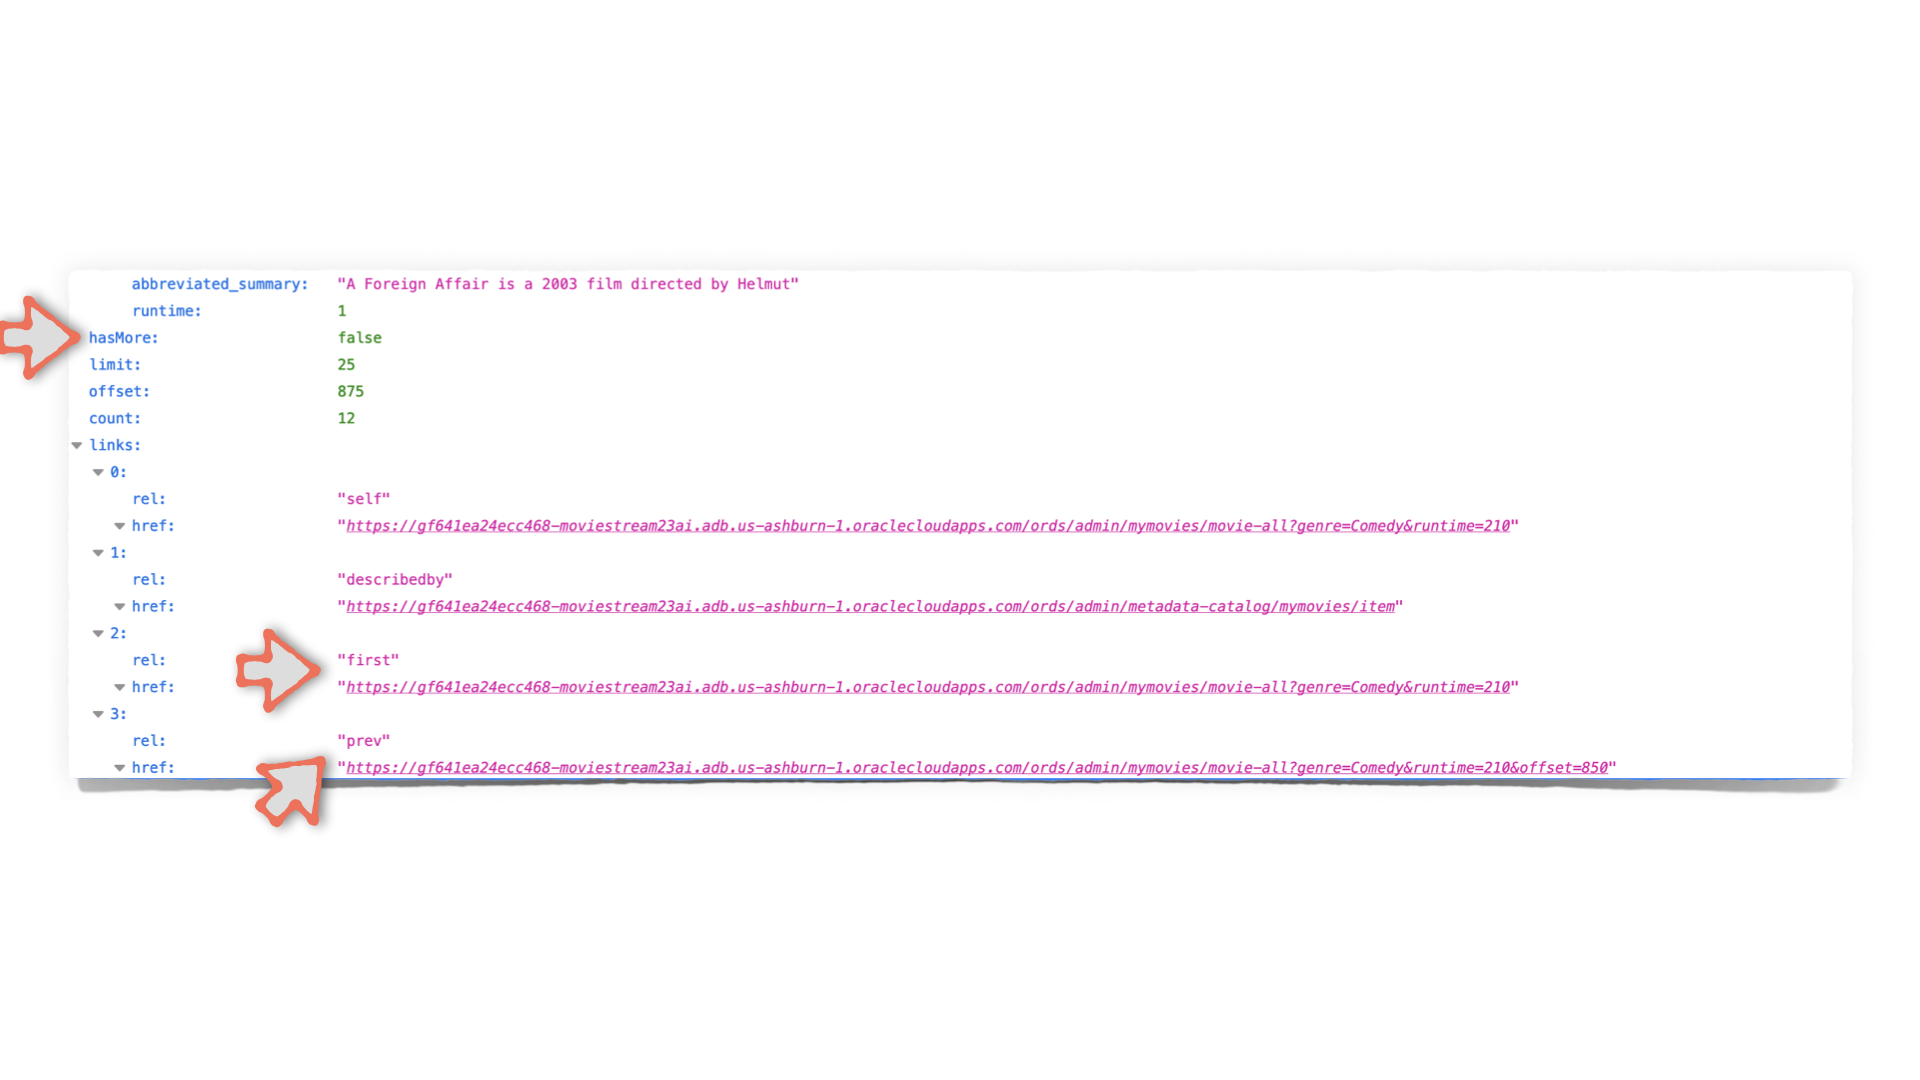 abbreviated_summary: "A Foreign Affair is a 2003 film directed by Helmut"
runtime: 1
hasMore: false
limit: 25
offset: 875
count: 12
links:
0:
rel: "self"
href: "https://gf641ea24ecc468-moviestream23ai.adb.us-ashburn-1.oraclecloudapps.com/ords/admin/mymovies/movie-all?genre=Comedy&runtime=210"
1:
rel: "describedby"
href: "https://gf641ea24ecc468-moviestream23ai.adb.us-ashburn-1.oraclecloudapps.com/ords/admin/metadata-catalog/mymovies/item"
2:
rel: "first"
href: "https://gf641ea24ecc468-moviestream23ai.adb.us-ashburn-1.oraclecloudapps.com/ords/admin/mymovies/movie-all?genre=Comedy&runtime=210"
3:
rel: "prev"
href: "https://gf641ea24ecc468-moviestream23ai.adb.us-ashburn-1.oraclecloudapps.com/ords/admin/mymovies/movie-all?genre=Comedy&runtime=210&offset=850"